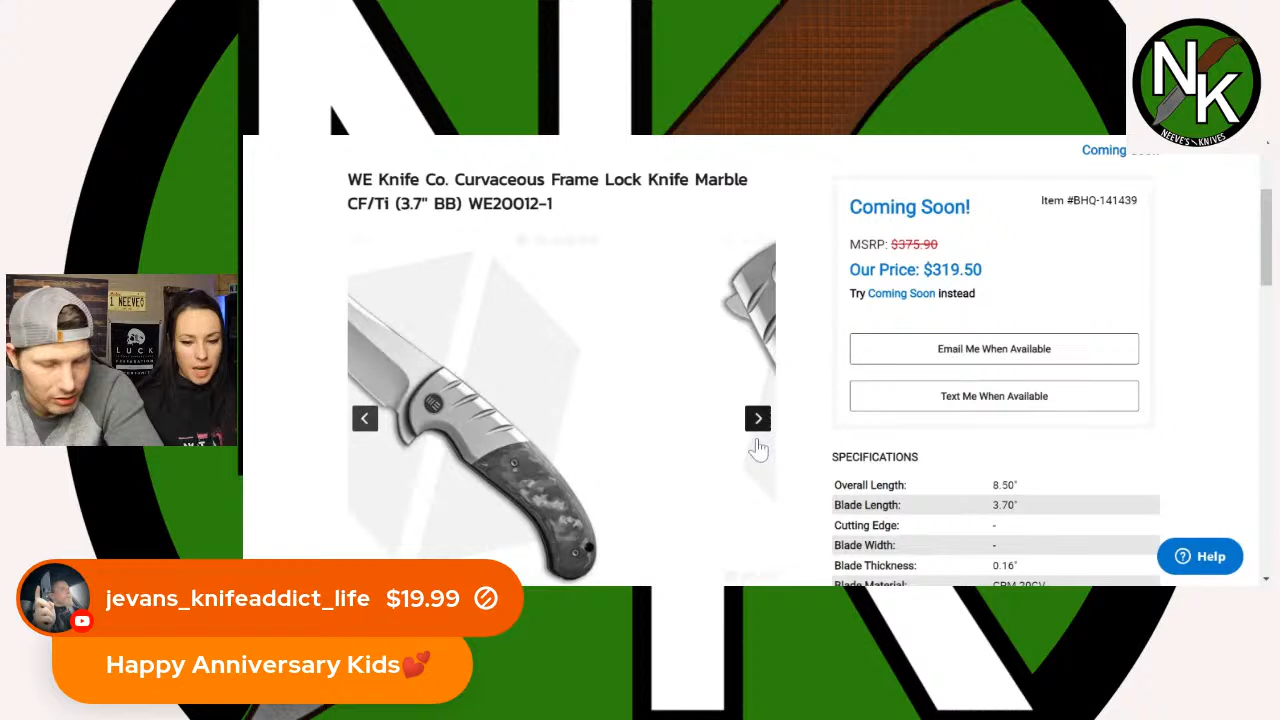 NK
NEEVE'S KNIVES
Coming
WE Knife Co. Curvaceous Frame Lock Knife Marble
CF/Ti (3.7" BB) WE20012-1
Coming Soon!
Item #BHQ-141439
MSRP: $375.90
Our Price: $319.50
Try Coming Soon instead
Email Me When Available
Text Me When Available
SPECIFICATIONS
Overall Length: 8.50"
Blade Length: 3.70"
Cutting Edge: -
Blade Width: -
Blade Thickness: 0.16"
Blade Material: CPM 20CV
Help
1 NEEVES
LUCK
jevans_knifeaddict_life $19.99
Happy Anniversary Kids💕